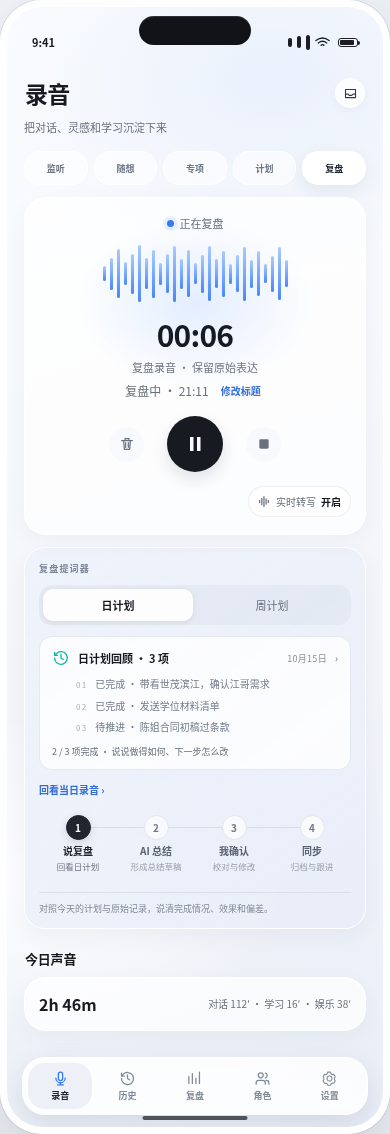 9:41
录音
把对话、灵感和学习沉淀下来
监听 随想 专项 计划 复盘
正在复盘
00:06
复盘录音 · 保留原始表达
复盘中 · 21:11 修改标题
实时转写 开启
复盘提词器
日计划 周计划
日计划回顾 · 3 项 10月15日 ›
01 已完成 · 带看世茂滨江，确认江哥需求
02 已完成 · 发送学位材料清单
03 待推进 · 陈姐合同初稿过条款
2 / 3 项完成 · 说说做得如何、下一步怎么改
回看当日录音 ›
1 2 3 4
说复盘 AI 总结 我确认 同步
回看日计划 形成总结草稿 校对与修改 归档与跟进
对照今天的计划与原始记录，说清完成情况、效果和偏差。
今日声音
2h 46m 对话 112′ · 学习 16′ · 娱乐 38′
录音 历史 复盘 角色 设置